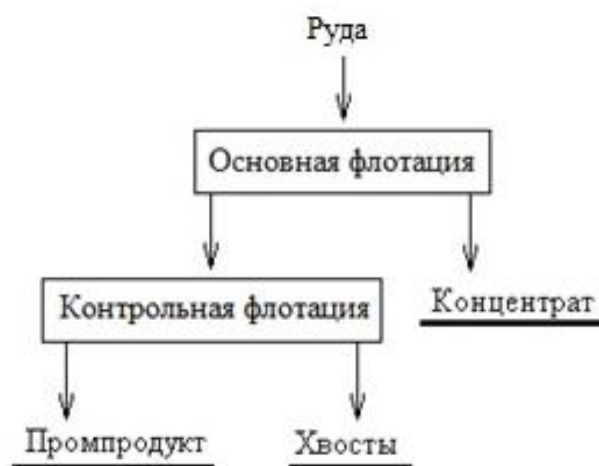 Руда
Основная флотация
Контрольная флотация
Концентрат
Промпродукт
Хвосты